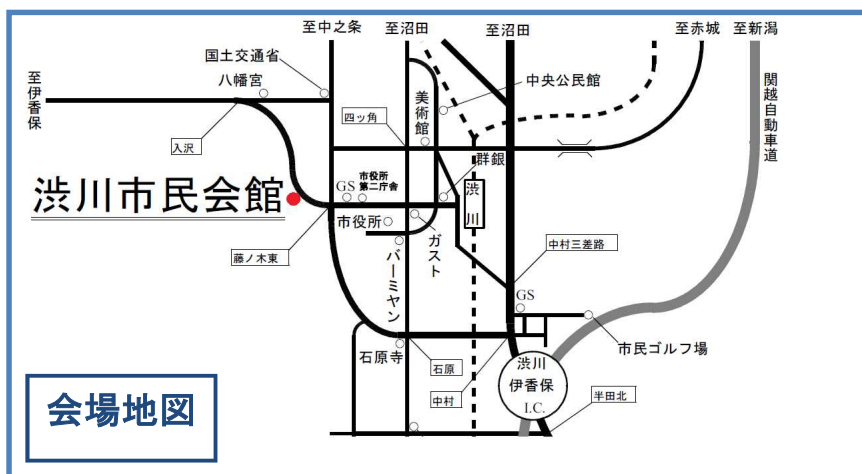 至中之条
至沼田
至沼田
至赤城
至新潟
国土交通省
八幡宮
至伊香保
美術館
中央公民館
関越自動車道
四ッ角
入沢
群銀
市役所
第二庁舎
GS
渋川
渋川市民会館
市役所
ガスト
藤ノ木東
バーミヤン
中村三差路
GS
市民ゴルフ場
石原寺
石原
渋川
伊香保
I.C.
中村
半田北
会場地図